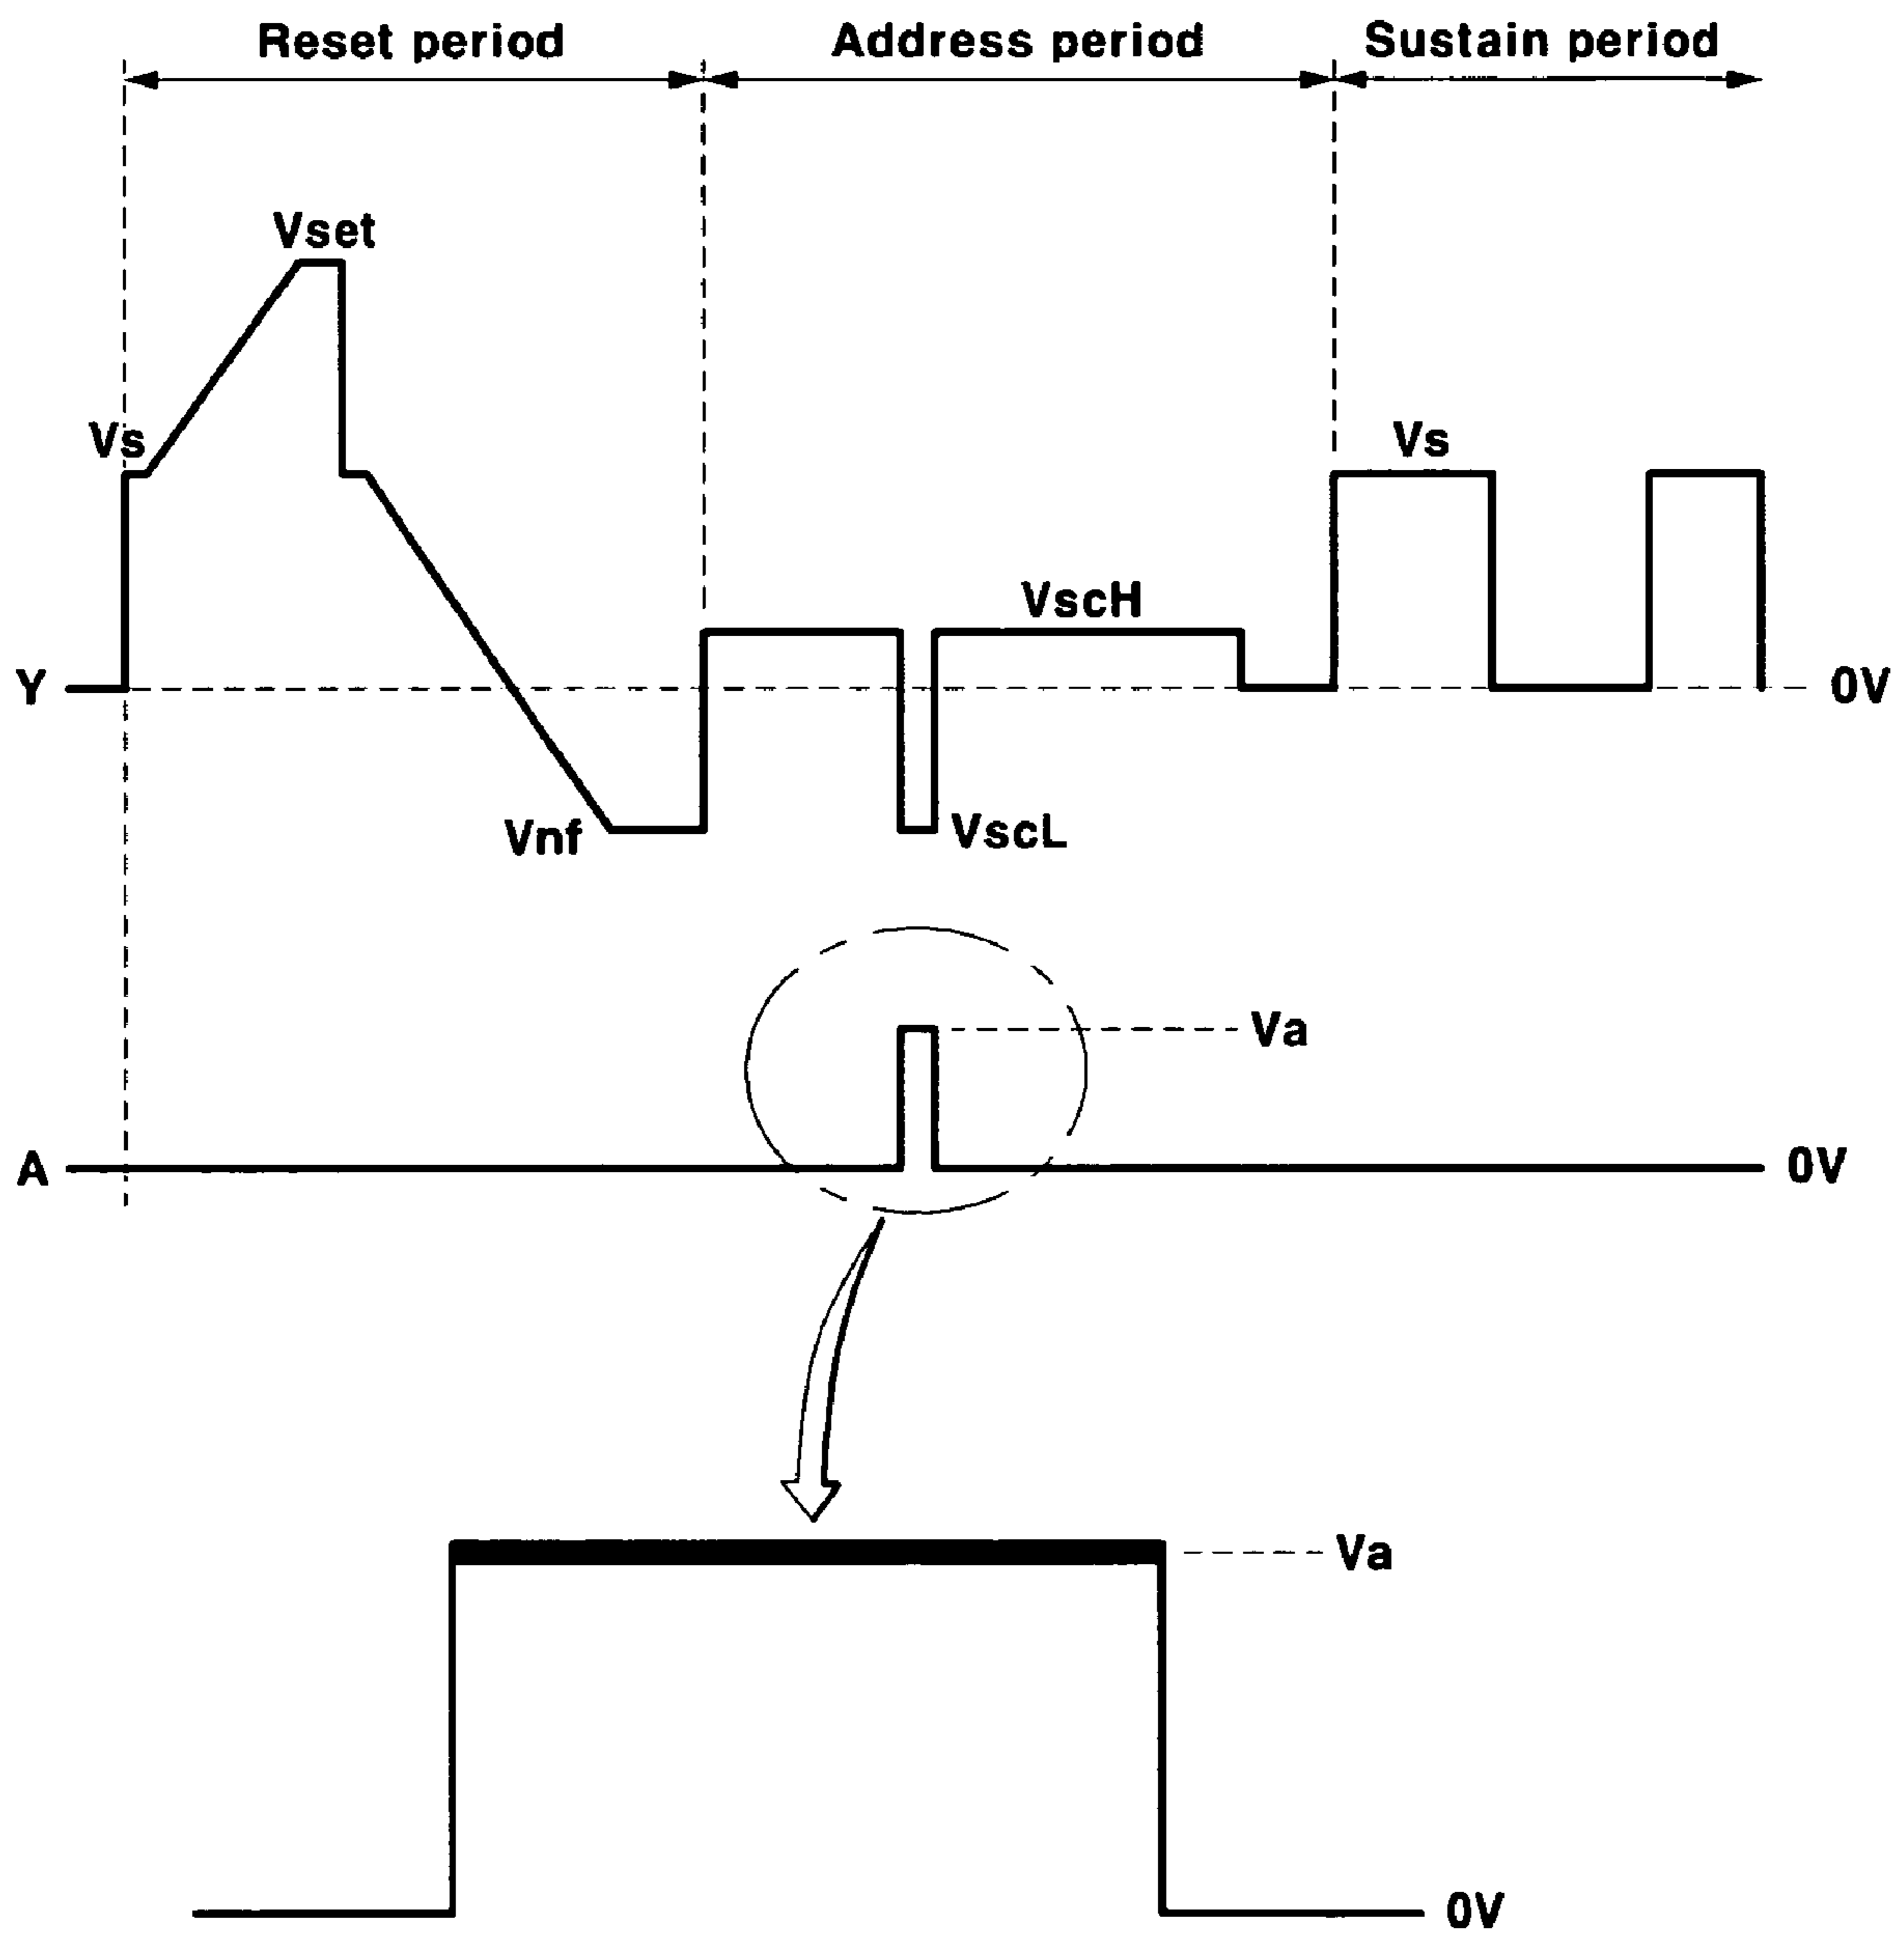 Reset period
Address period
Sustain period
Vset
Vs
Vs
VscH
Y
0V
Vnf
VscL
Va
A
0V
Va
0V